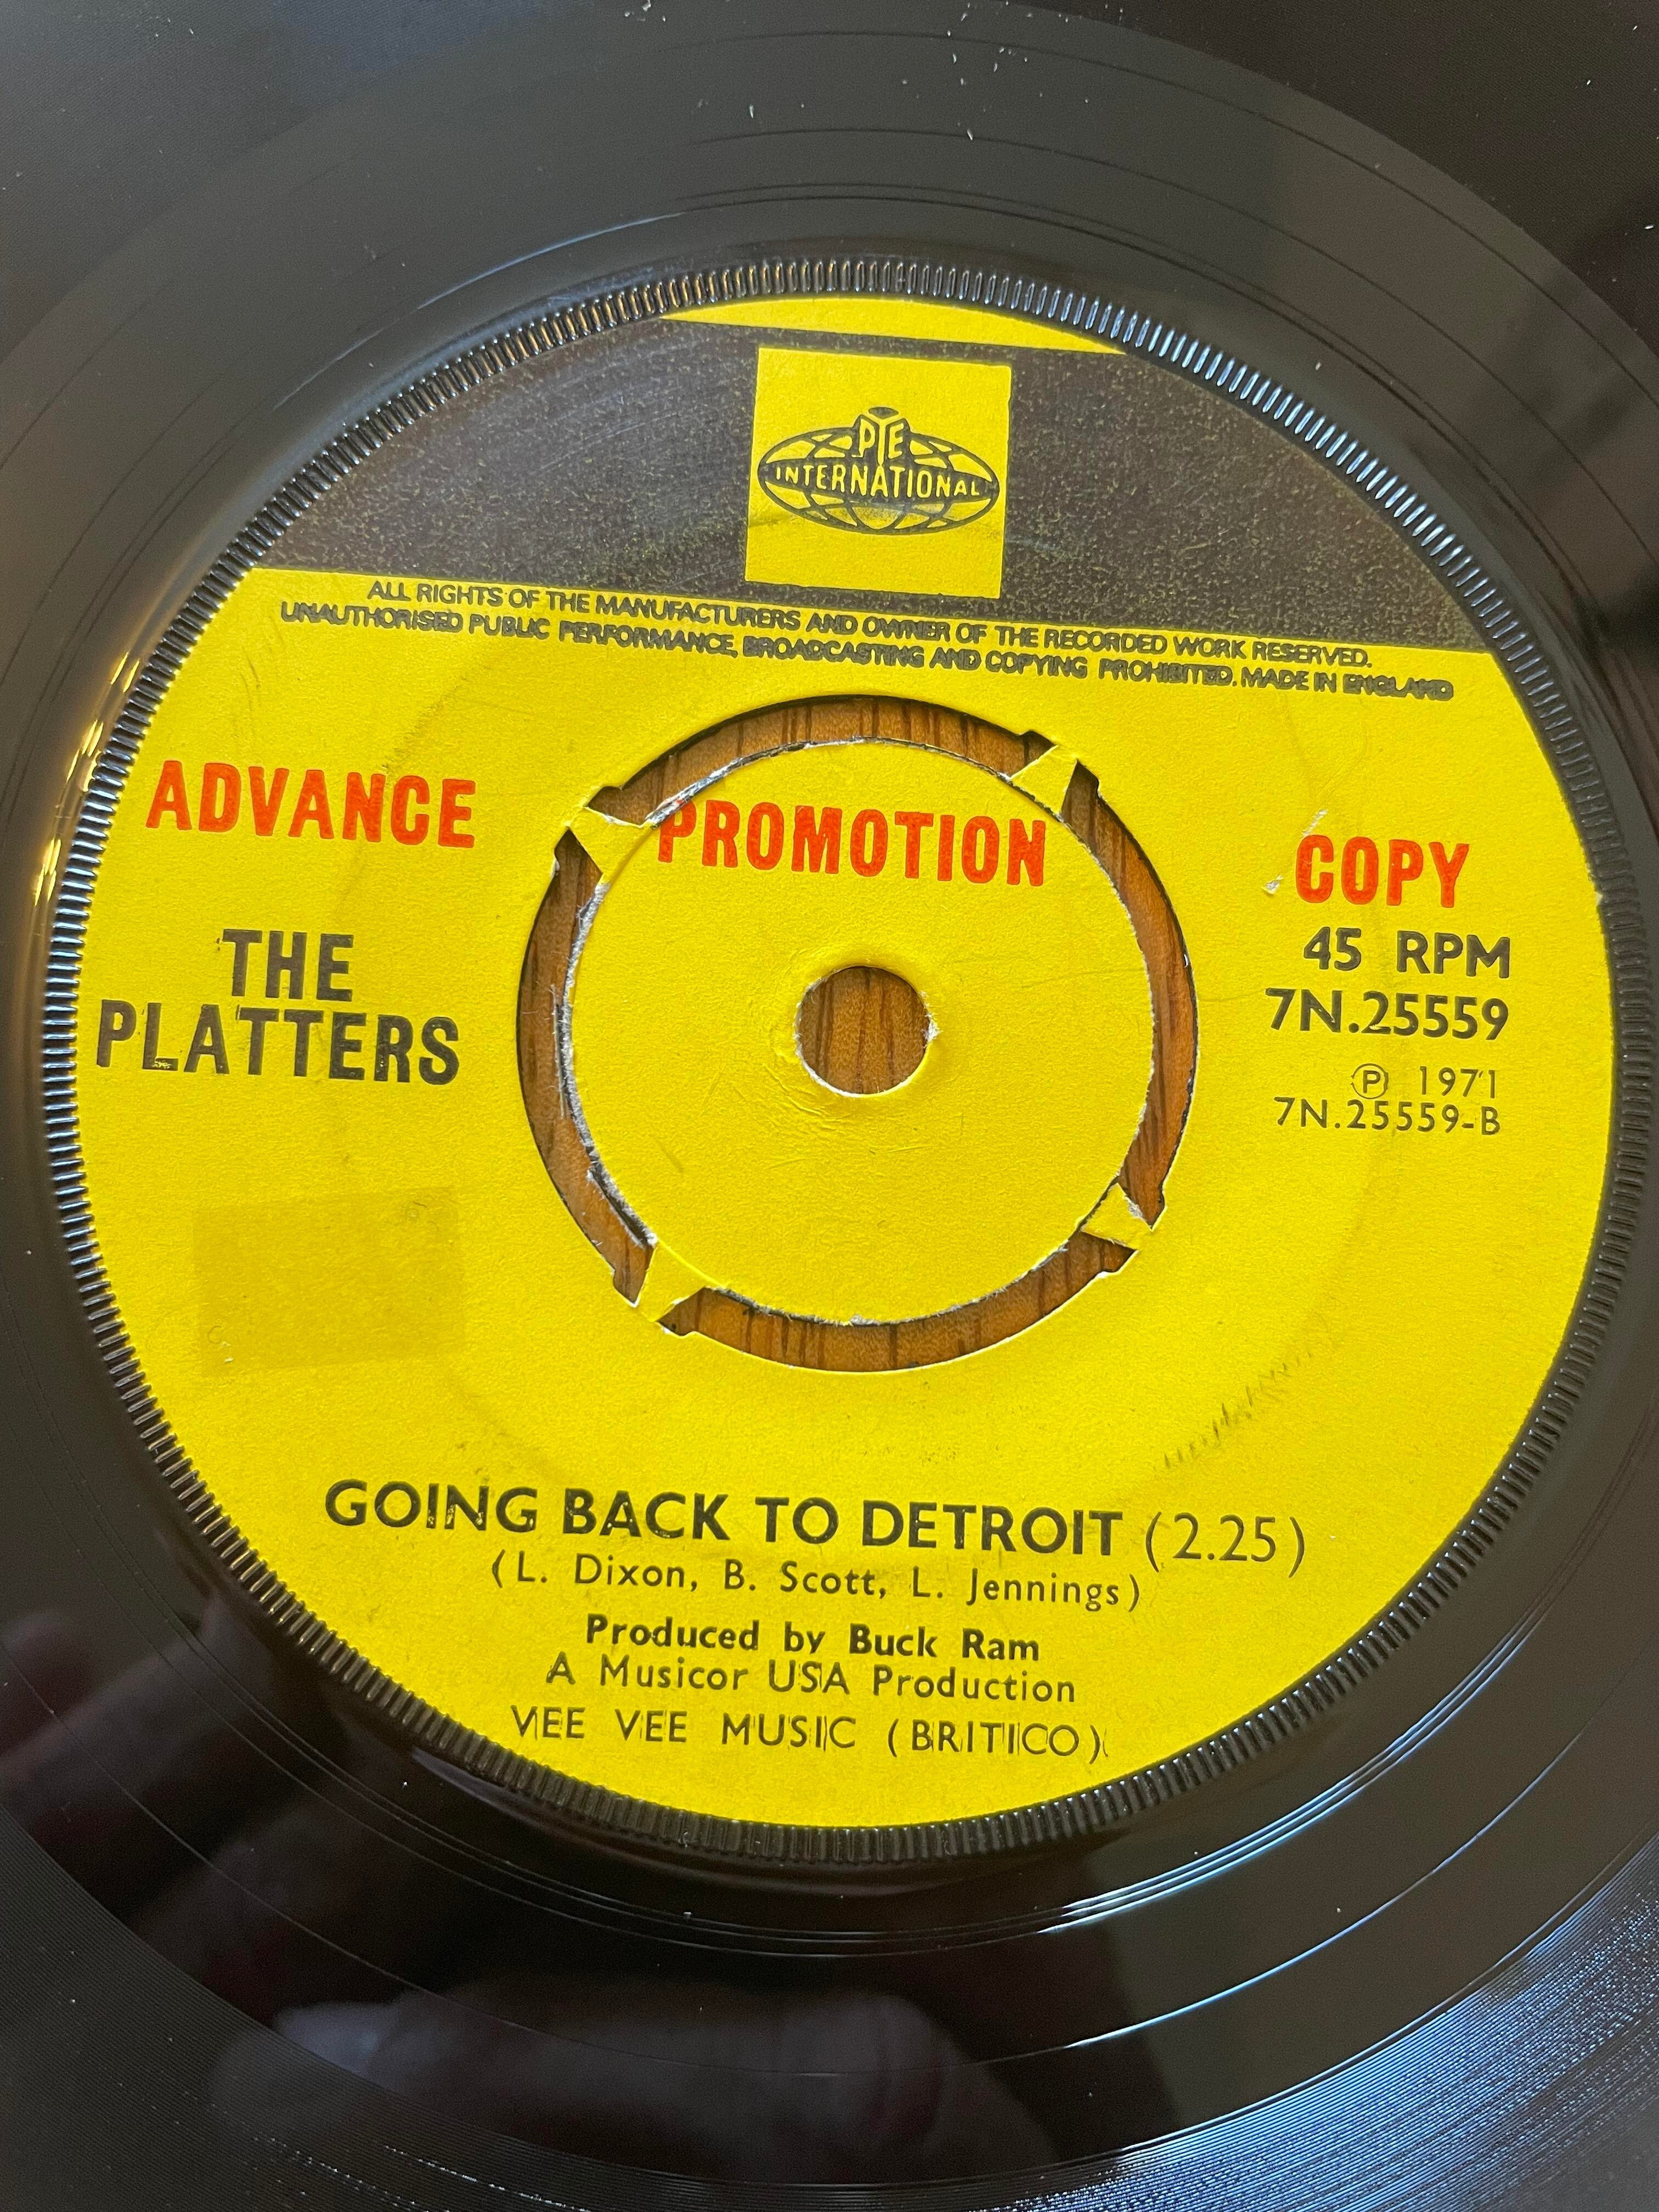 PYE
INTERNATIONAL
ALL RIGHTS OF THE MANUFACTURERS AND OWNER OF THE RECORDED WORK RESERVED.
UNAUTHORISED PUBLIC PERFORMANCE, BROADCASTING AND COPYING PROHIBITED. MADE IN ENGLAND
ADVANCE PROMOTION COPY
THE
PLATTERS
45 RPM
7N.25559
Ⓟ 1971
7N.25559-B
GOING BACK TO DETROIT (2.25)
(L. Dixon, B. Scott, L. Jennings)
Produced by Buck Ram
A Musicor USA Production
VEE VEE MUSIC (BRITICO)